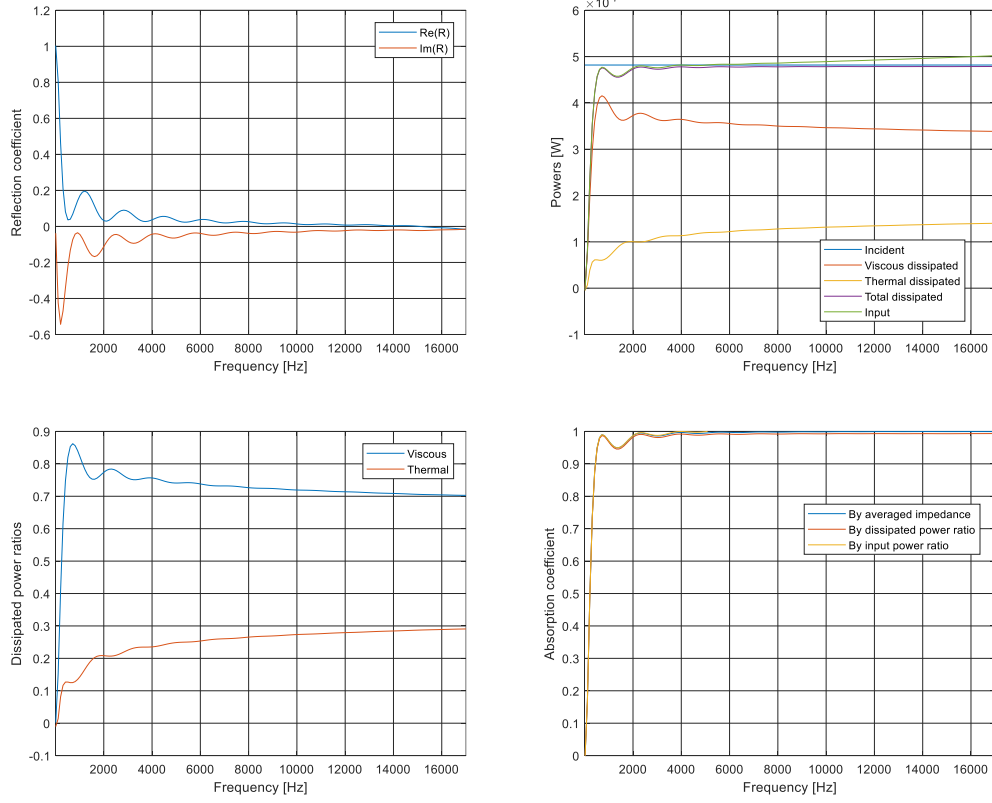 1.2
1
0.8
0.6
0.4
0.2
0
-0.2
-0.4
-0.6
2000 4000 6000 8000 10000 12000 14000 16000
Frequency [Hz]
Reflection coefficient
Re(R)
Im(R)
×10
6
5
4
3
2
1
0
-1
2000 4000 6000 8000 10000 12000 14000 16000
Frequency [Hz]
Powers [W]
Incident
Viscous dissipated
Thermal dissipated
Total dissipated
Input
0.9
0.8
0.7
0.6
0.5
0.4
0.3
0.2
0.1
0
-0.1
2000 4000 6000 8000 10000 12000 14000 16000
Frequency [Hz]
Dissipated power ratios
Viscous
Thermal
1
0.9
0.8
0.7
0.6
0.5
0.4
0.3
0.2
0.1
0
2000 4000 6000 8000 10000 12000 14000 16000
Frequency [Hz]
Absorption coefficient
By averaged impedance
By dissipated power ratio
By input power ratio